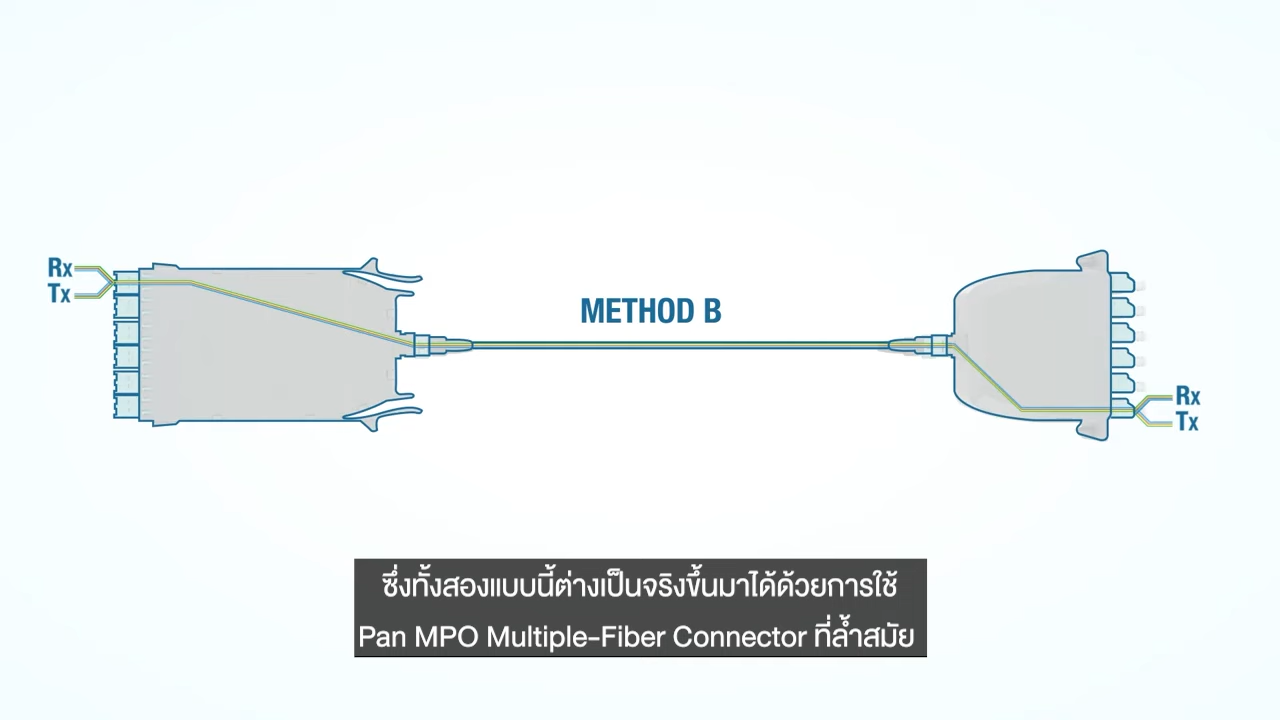 Rx
Tx
METHOD B
Rx
Tx
ซึ่งทั้งสองแบบนี้ต่างเป็นจริงขึ้นมาได้ด้วยการใช้
Pan MPO Multiple-Fiber Connector ที่ล้ำสมัย